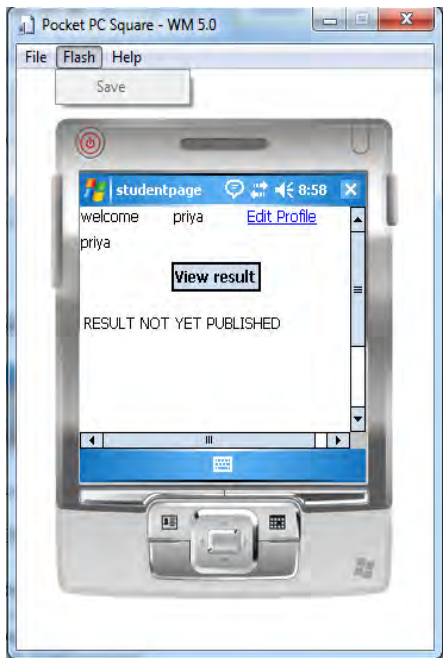 Pocket PC Square - WM 5.0
File Flash Help
Save
studentpage 8:58
welcome priya Edit Profile
priya
View result
RESULT NOT YET PUBLISHED